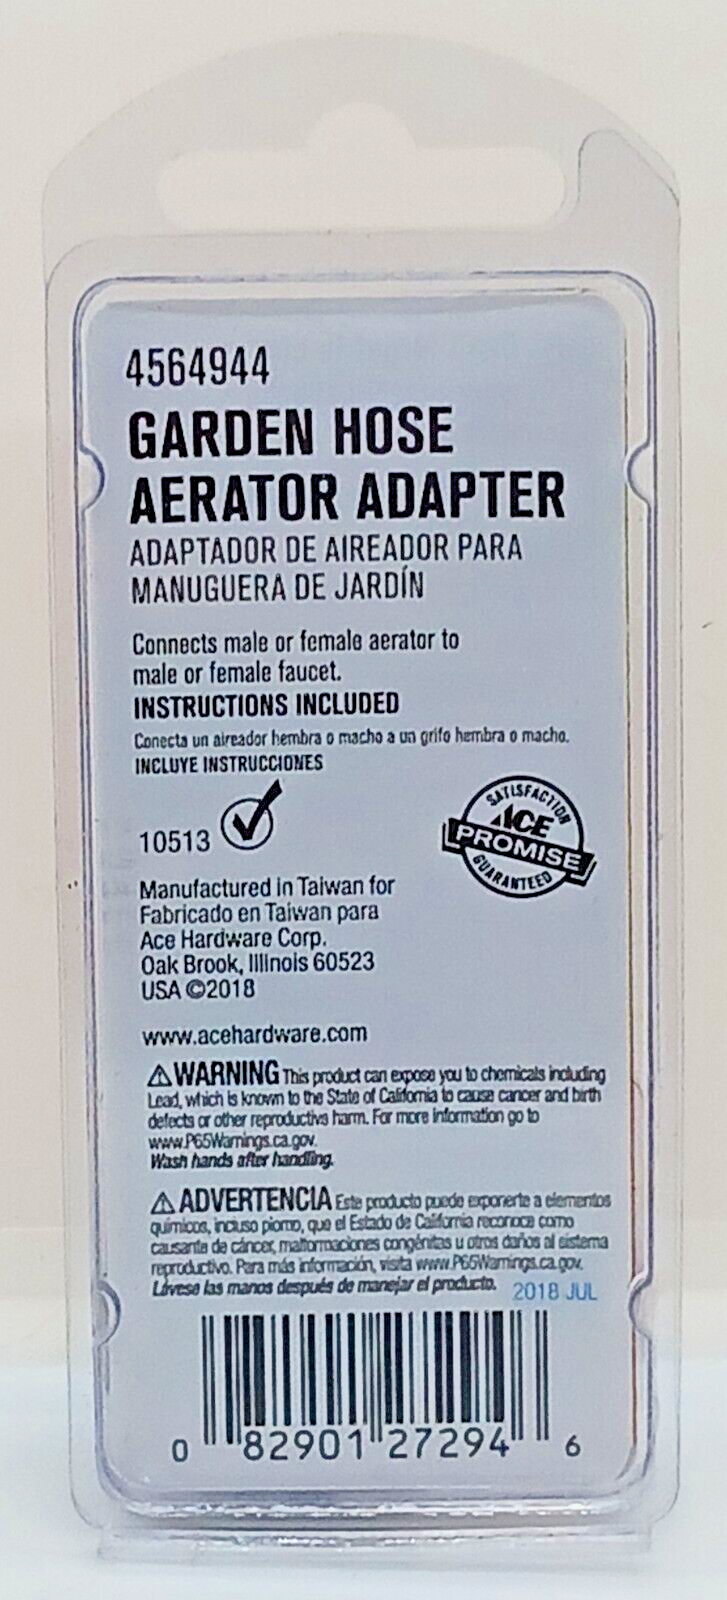 4564944
GARDEN HOSE
AERATOR ADAPTER
ADAPTADOR DE AIREADOR PARA
MANUGUERA DE JARDÍN
Connects male or female aerator to
male or female faucet.
INSTRUCTIONS INCLUDED
Conecta un aireador hembra o macho a un grifo hembra o macho.
INCLUYE INSTRUCCIONES
10513
SATISFACTION
ACE
PROMISE
GUARANTEED
Manufactured in Taiwan for
Fabricado en Taiwan para
Ace Hardware Corp.
Oak Brook, Illinois 60523
USA ©2018
www.acehardware.com
⚠WARNING This product can expose you to chemicals including
Lead, which is known to the State of California to cause cancer and birth
defects or other reproductive harm. For more information go to
www.P65Warnings.ca.gov.
Wash hands after handling.
⚠ADVERTENCIA Este producto puede exponerte a elementos
químicos, incluso plomo, que el Estado de California reconoce como
causante de cáncer, malformaciones congénitas u otros daños al sistema
reproductivo. Para más información, visita www.P65Warnings.ca.gov.
Lávese las manos después de manejar el producto.
2018 JUL
0 82901 27294 6